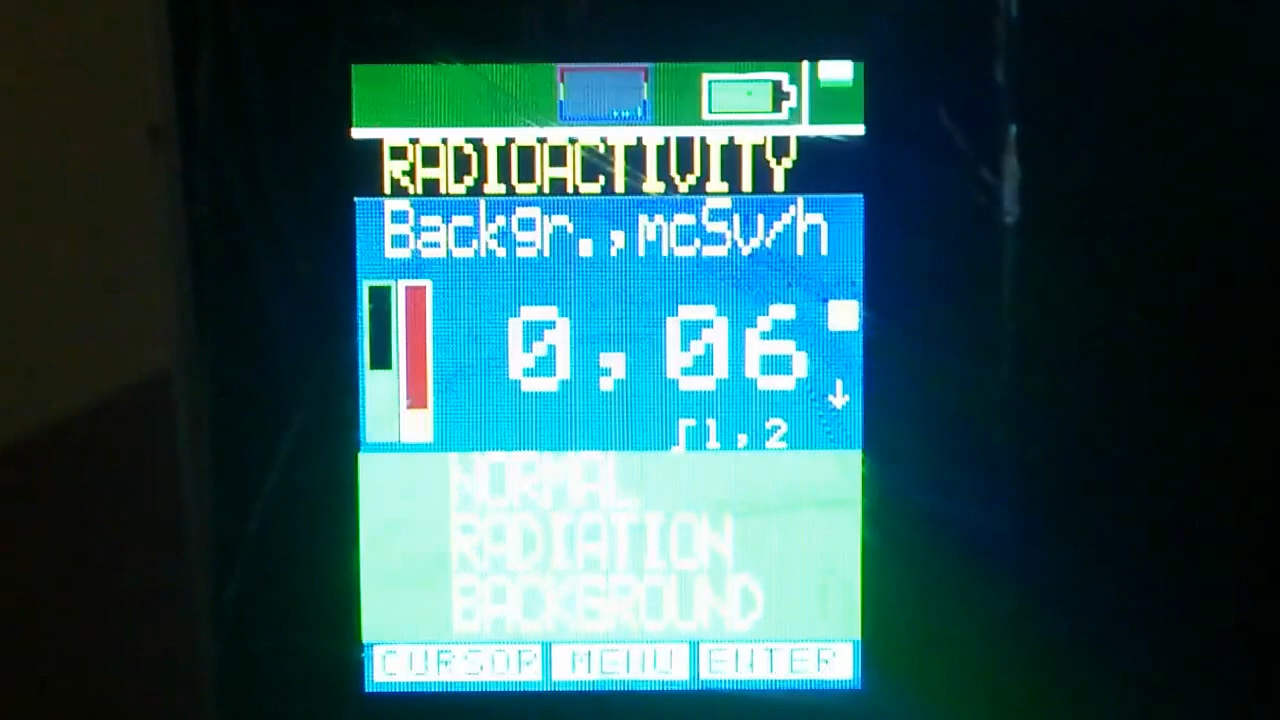 RADIOACTIVITY
Backgr.,mcSv/h
0,06
∫1,2
NORMAL
RADIATION
BACKGROUND
CURSOR MENU ENTER